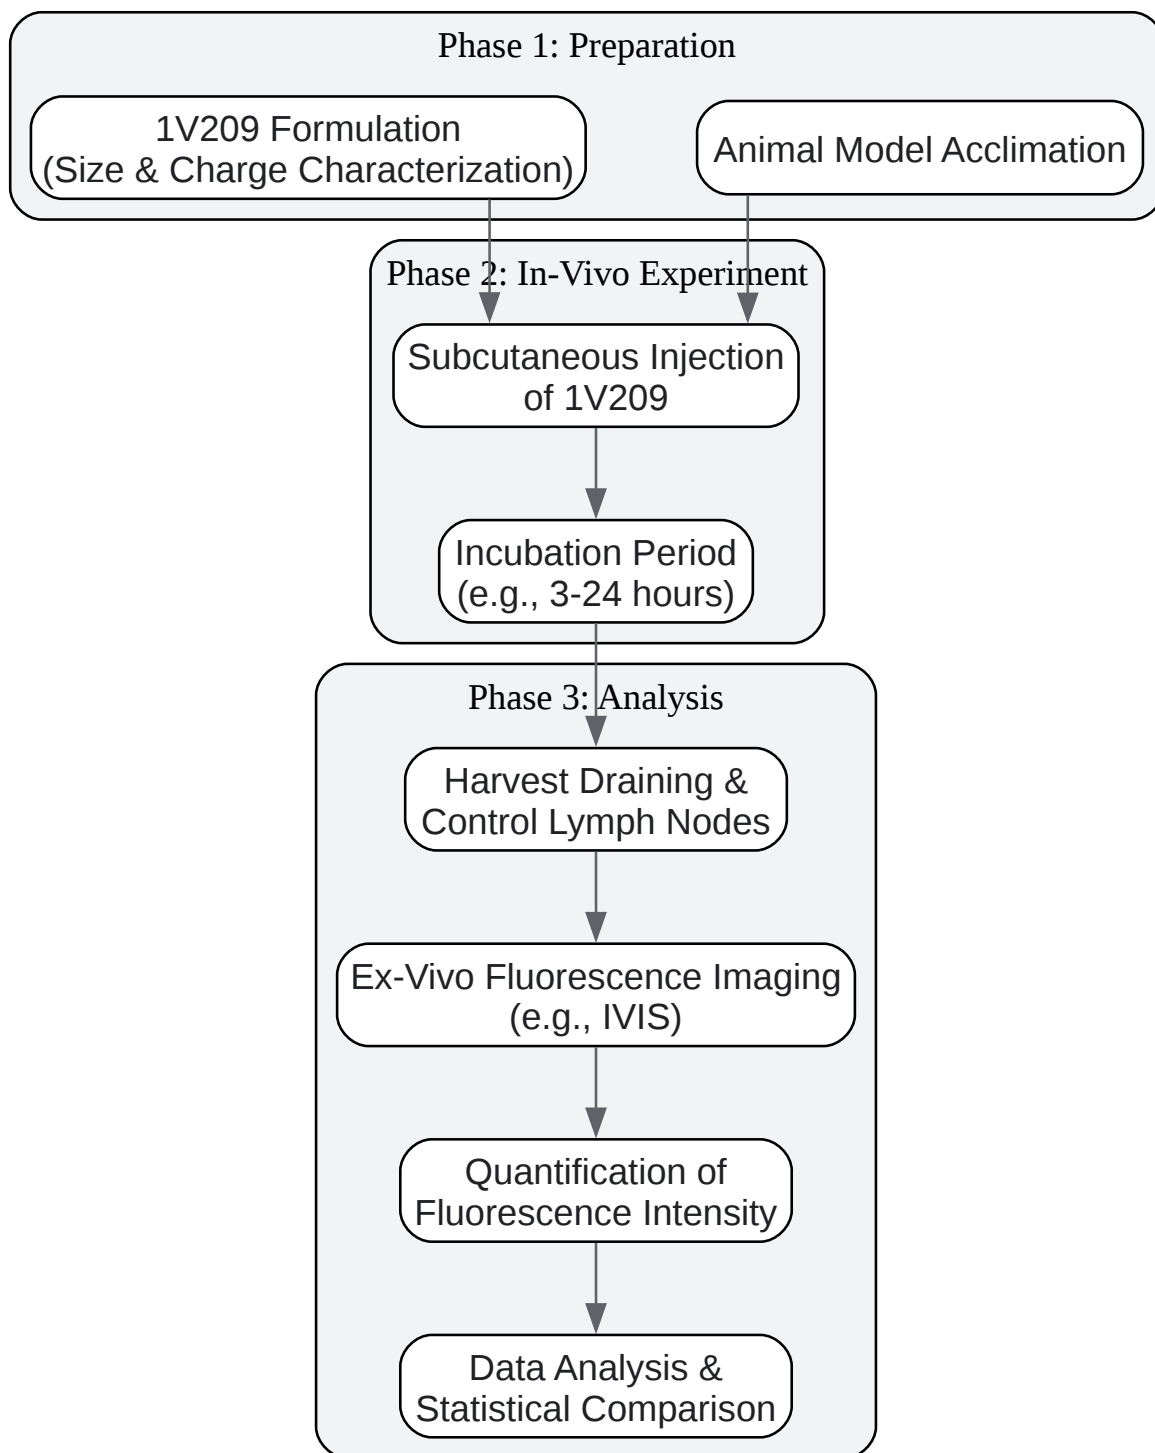 Phase 1: Preparation
1V209 Formulation
(Size & Charge Characterization)
Animal Model Acclimation
Phase 2: In-Vivo Experiment
Subcutaneous Injection
of 1V209
Incubation Period
(e.g., 3-24 hours)
Phase 3: Analysis
Harvest Draining &
Control Lymph Nodes
Ex-Vivo Fluorescence Imaging
(e.g., IVIS)
Quantification of
Fluorescence Intensity
Data Analysis &
Statistical Comparison